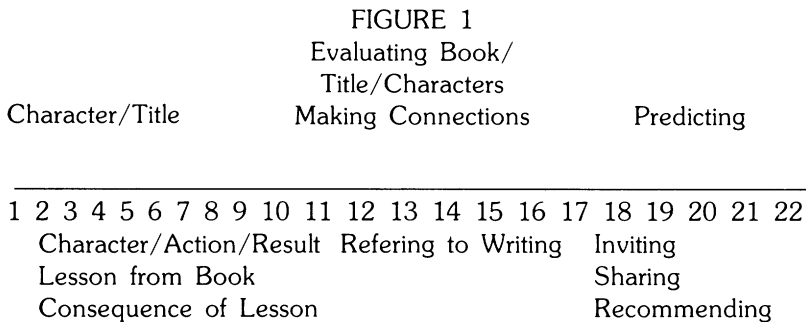 FIGURE 1
Evaluating Book/
Title/Characters
Character/Title Making Connections Predicting
1 2 3 4 5 6 7 8 9 10 11 12 13 14 15 16 17 18 19 20 21 22
Character/Action/Result Refering to Writing Inviting
Lesson from Book Sharing
Consequence of Lesson Recommending